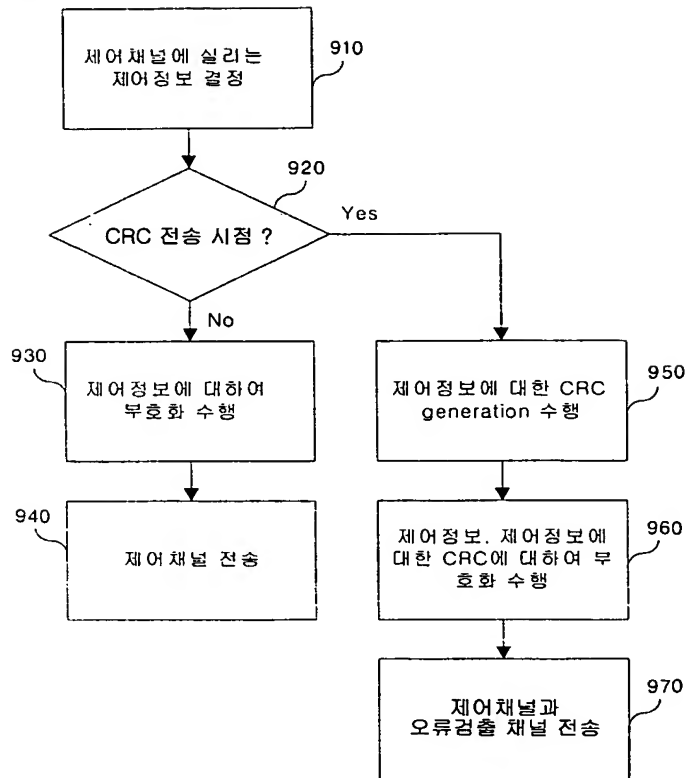 제어채널에 실리는
제어정보 결정
910
920
CRC 전송 시점 ?
Yes
No
930
제어정보에 대하여
부호화 수행
950
제어정보에 대한 CRC
generation 수행
940
제어채널 전송
960
제어정보, 제어정보에
대한 CRC에 대하여 부
호화 수행
970
제어채널과
오류검출 채널 전송